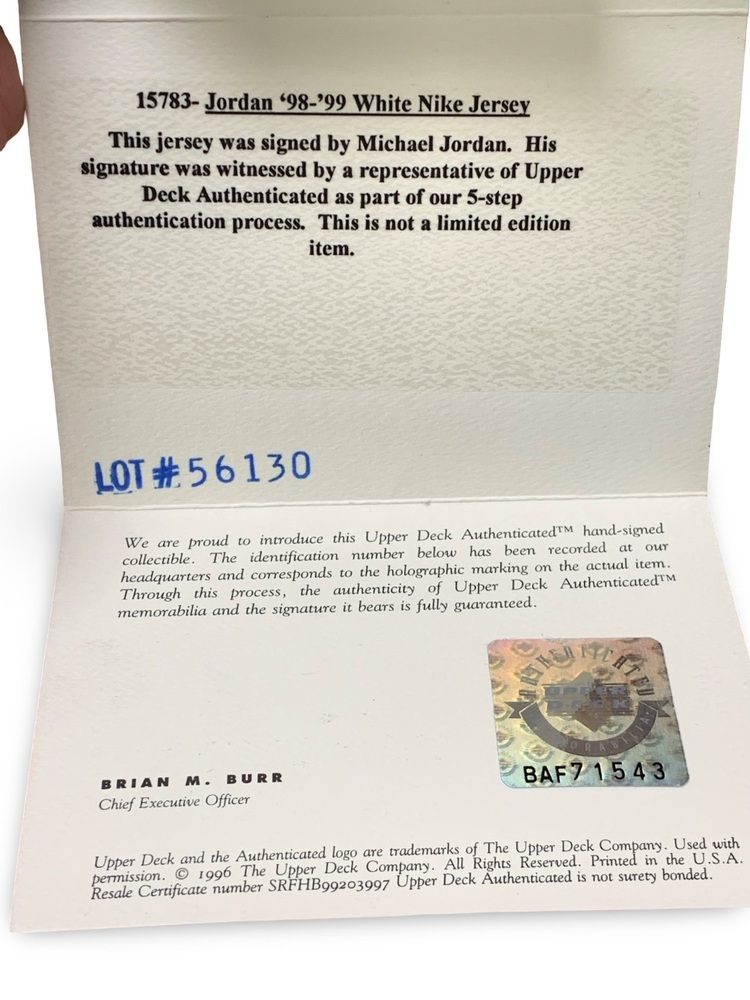 15783- Jordan ‘98-’99 White Nike Jersey
This jersey was signed by Michael Jordan.  His
signature was witnessed by a representative of Upper
Deck Authenticated as part of our 5-step
authentication process.  This is not a limited edition
item.
LOT # 56130
We are proud to introduce this Upper Deck Authenticated™ hand-signed
collectible. The identification number below has been recorded at our
headquarters and corresponds to the holographic marking on the actual item.
Through this process, the authenticity of Upper Deck Authenticated™
memorabilia and the signature it bears is fully guaranteed.
AUTHENTICATED
UPPER
DECK
BAF71543
BRIAN M. BURR
Chief Executive Officer
Upper Deck and the Authenticated logo are trademarks of The Upper Deck Company. Used with
permission. © 1996 The Upper Deck Company. All Rights Reserved. Printed in the U.S.A.
Resale Certificate number SRFHB99203997 Upper Deck Authenticated is not surety bonded.